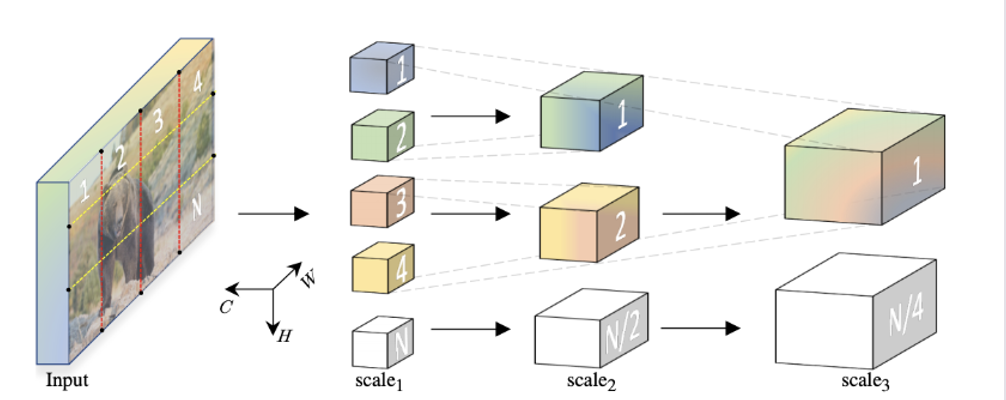 1 2 3 4
N
C
W
H
Input
1
2
3
4
N
scale₁
1
2
N/2
scale₂
1
N/4
scale₃